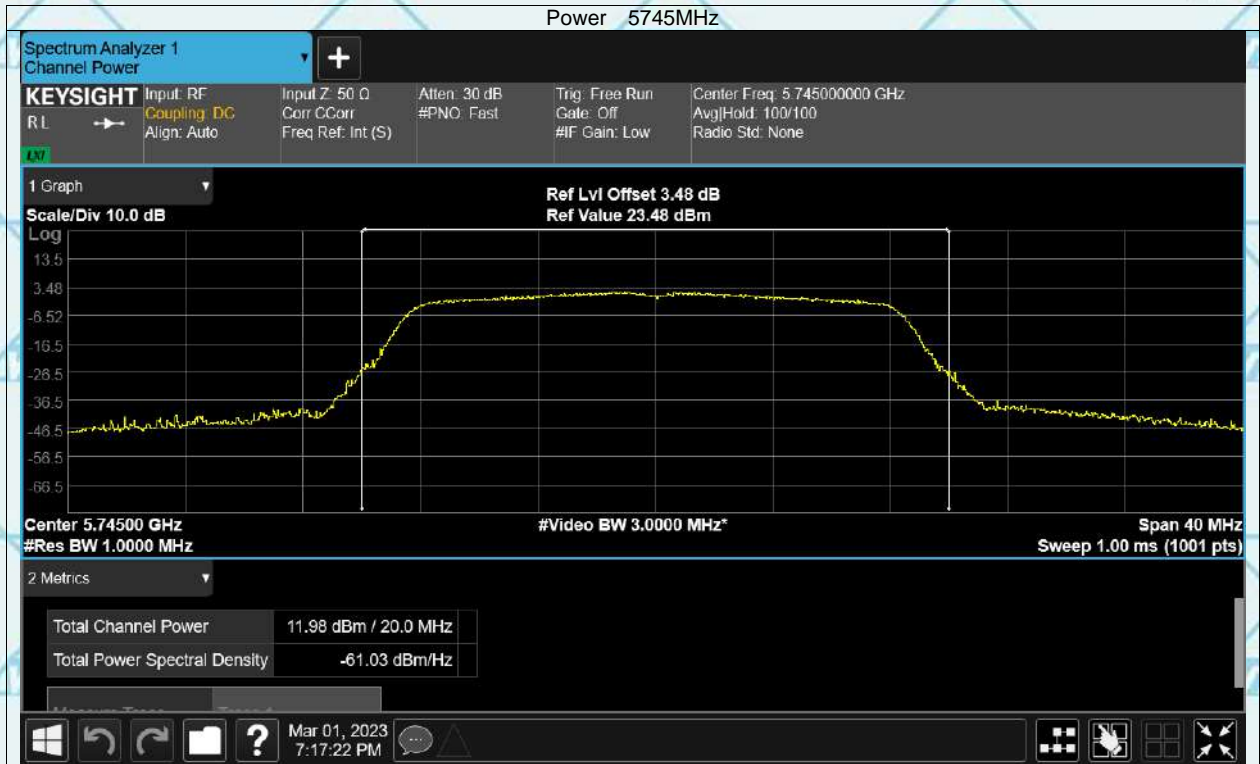 Power 5745MHz
Spectrum Analyzer 1
Channel Power
+
KEYSIGHT
RL
LXI
Input: RF
Coupling: DC
Align: Auto
Input Z: 50 Ω
Corr CCorr
Freq Ref: Int (S)
Atten: 30 dB
#PNO: Fast
Trig: Free Run
Gate: Off
#IF Gain: Low
Center Freq: 5.745000000 GHz
Avg|Hold: 100/100
Radio Std: None
1 Graph
Scale/Div 10.0 dB
Ref Lvl Offset 3.48 dB
Ref Value 23.48 dBm
Log
13.5
3.48
-6.52
-16.5
-26.5
-36.5
-46.5
-56.5
-66.5
Center 5.74500 GHz
#Video BW 3.0000 MHz*
Span 40 MHz
#Res BW 1.0000 MHz
Sweep 1.00 ms (1001 pts)
2 Metrics
Total Channel Power 11.98 dBm / 20.0 MHz
Total Power Spectral Density -61.03 dBm/Hz
?
Mar 01, 2023
7:17:22 PM